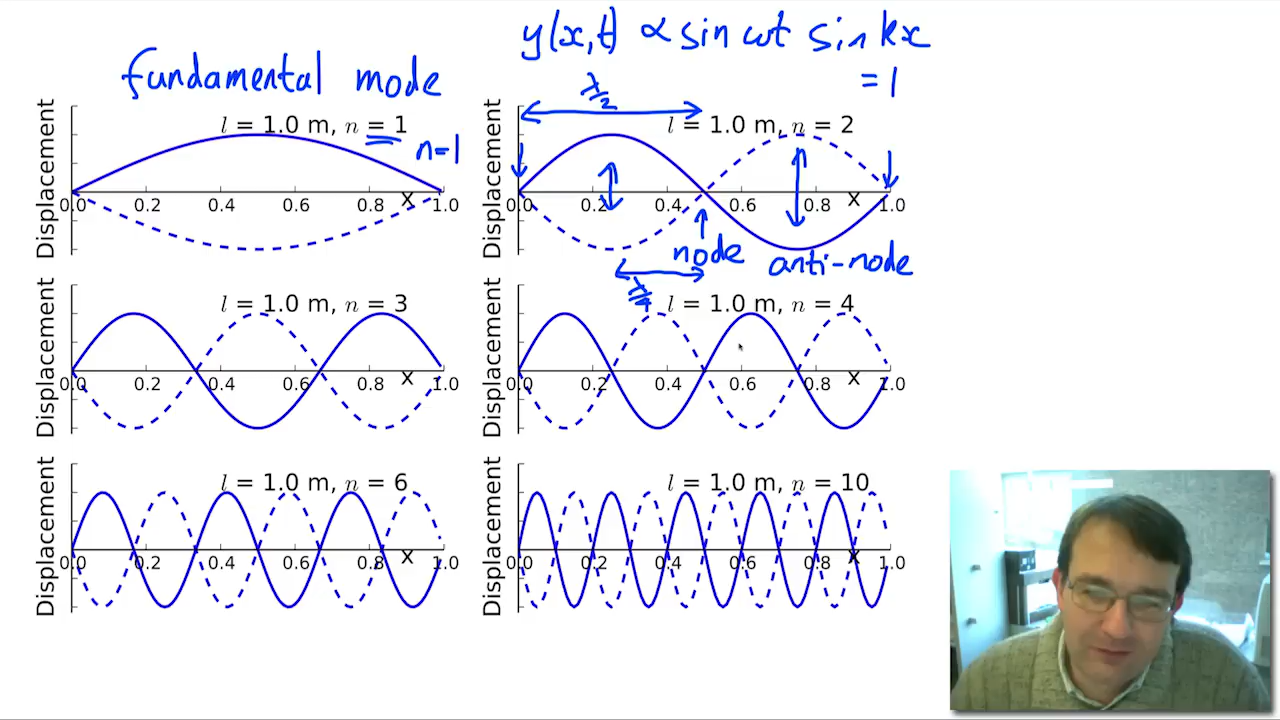 y(x,t) ∝ sin ωt sin kx
= 1
fundamental mode
λ/2
l = 1.0 m, n = 1
n=1
Displacement
0.0 0.2 0.4 0.6 0.8 x 1.0
l = 1.0 m, n = 2
Displacement
0.0 0.2 0.4 0.6 0.8 x 1.0
node
anti-node
λ/4
l = 1.0 m, n = 3
Displacement
0.0 0.2 0.4 0.6 0.8 x 1.0
l = 1.0 m, n = 4
Displacement
0.0 0.2 0.4 0.6 0.8 x 1.0
l = 1.0 m, n = 6
Displacement
0.0 0.2 0.4 0.6 0.8 x 1.0
l = 1.0 m, n = 10
Displacement
0.0 0.2 0.4 0.6 0.8 x 1.0